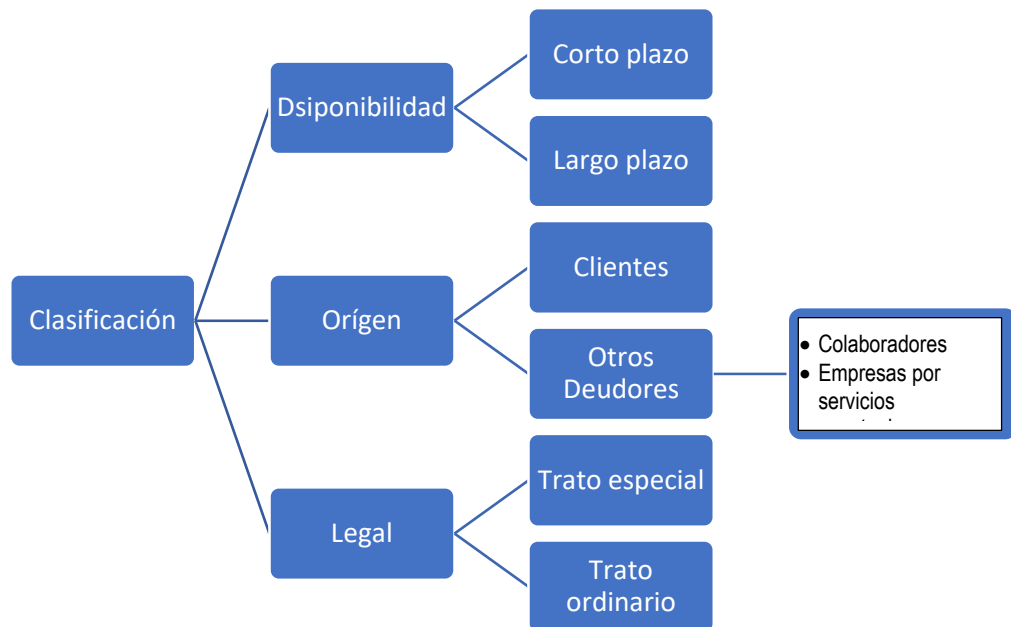 Clasificación
Dsiponibilidad
Corto plazo
Largo plazo
Orígen
Clientes
Otros
Deudores
● Colaboradores
● Empresas por
servicios
Legal
Trato especial
Trato
ordinario